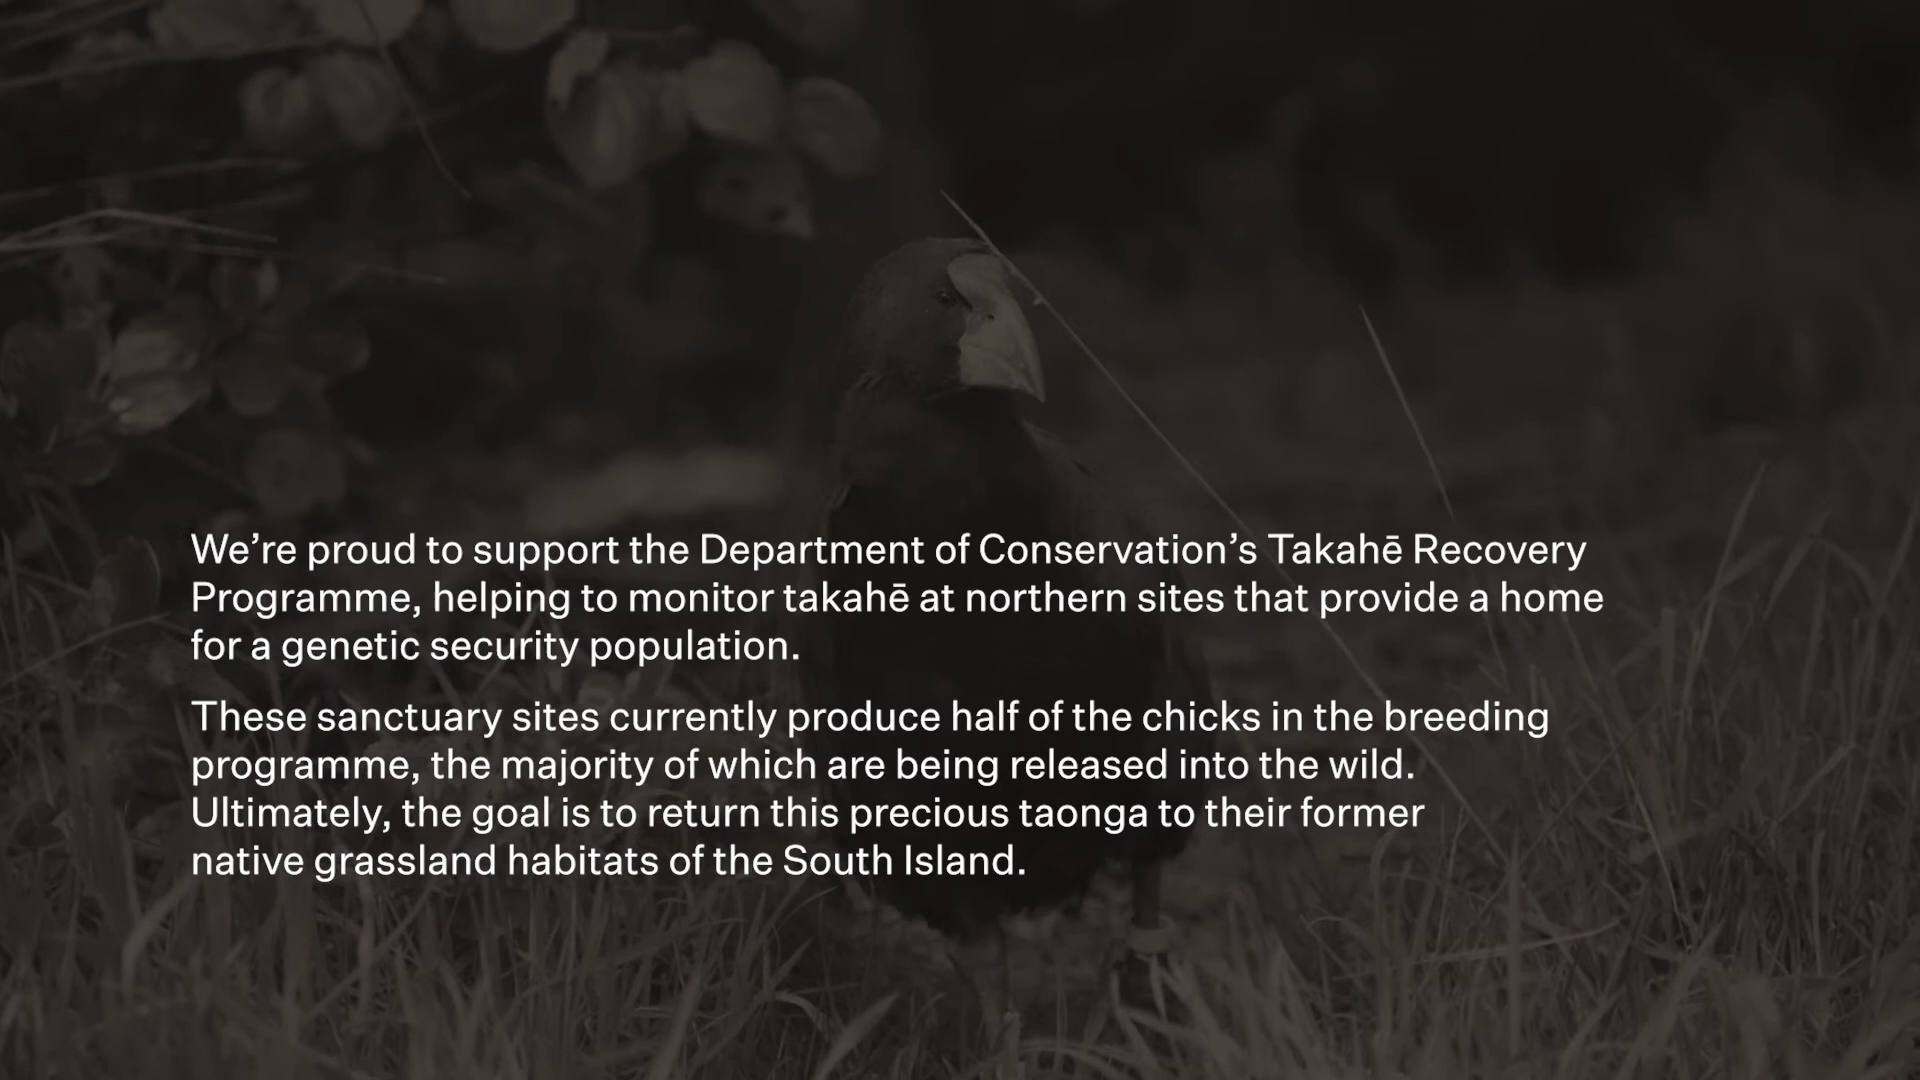 We’re proud to support the Department of Conservation’s Takahē Recovery
Programme, helping to monitor takahē at northern sites that provide a home
for a genetic security population.
These sanctuary sites currently produce half of the chicks in the breeding
programme, the majority of which are being released into the wild.
Ultimately, the goal is to return this precious taonga to their former
native grassland habitats of the South Island.